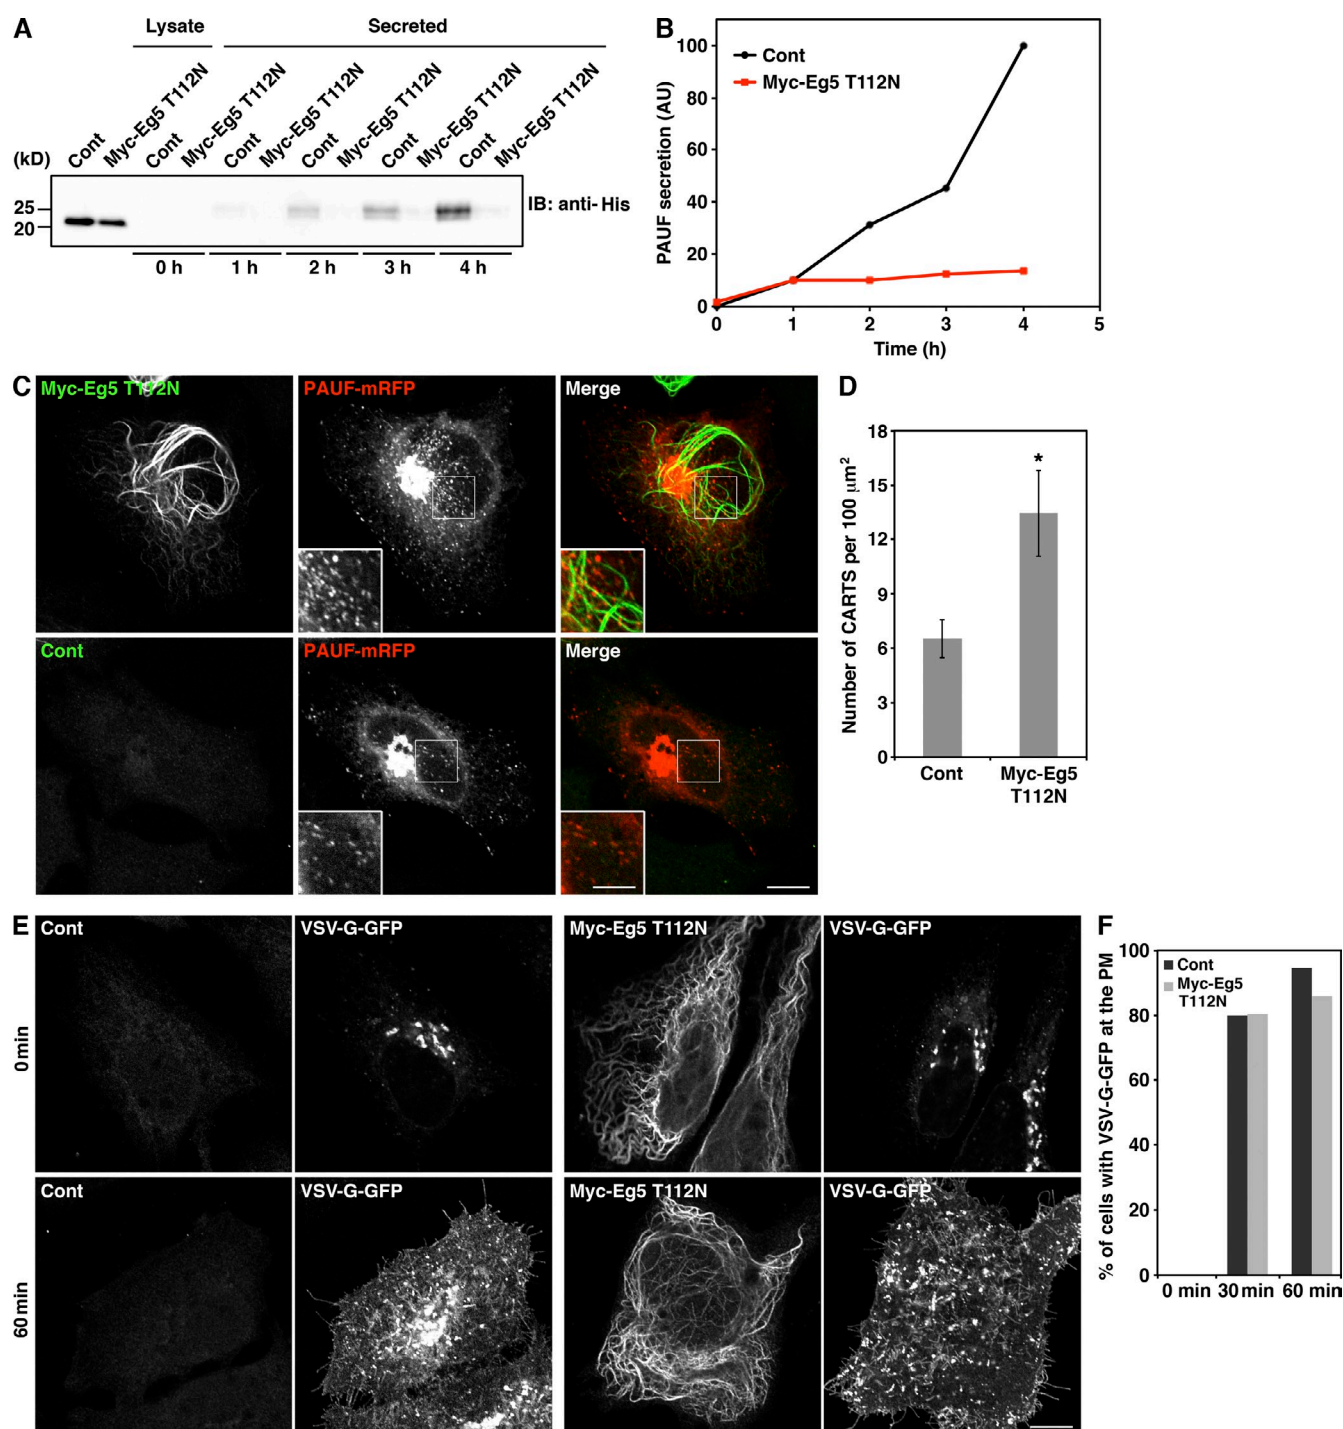 A
Lysate
Secreted
(kD)
Cont
Myc-Eg5 T112N
Cont
Myc-Eg5 T112N
Cont
Myc-Eg5 T112N
Cont
Myc-Eg5 T112N
Cont
Myc-Eg5 T112N
Cont
Myc-Eg5 T112N
25
20
IB: anti-His
0 h
1 h
2 h
3 h
4 h
B
PAUF secretion (AU)
100
80
60
40
20
0
Cont
Myc-Eg5 T112N
0
1
2
3
4
5
Time (h)
C
Myc-Eg5 T112N
PAUF-mRFP
Merge
Cont
PAUF-mRFP
Merge
D
Number of CARTS per 100 µm²
18
15
12
9
6
3
0
*
Cont
Myc-Eg5
T112N
E
0 min
Cont
VSV-G-GFP
Myc-Eg5 T112N
VSV-G-GFP
60 min
Cont
VSV-G-GFP
Myc-Eg5 T112N
VSV-G-GFP
F
% of cells with VSV-G-GFP at the PM
100
80
60
40
20
0
Cont
Myc-Eg5
T112N
0 min
30 min
60 min